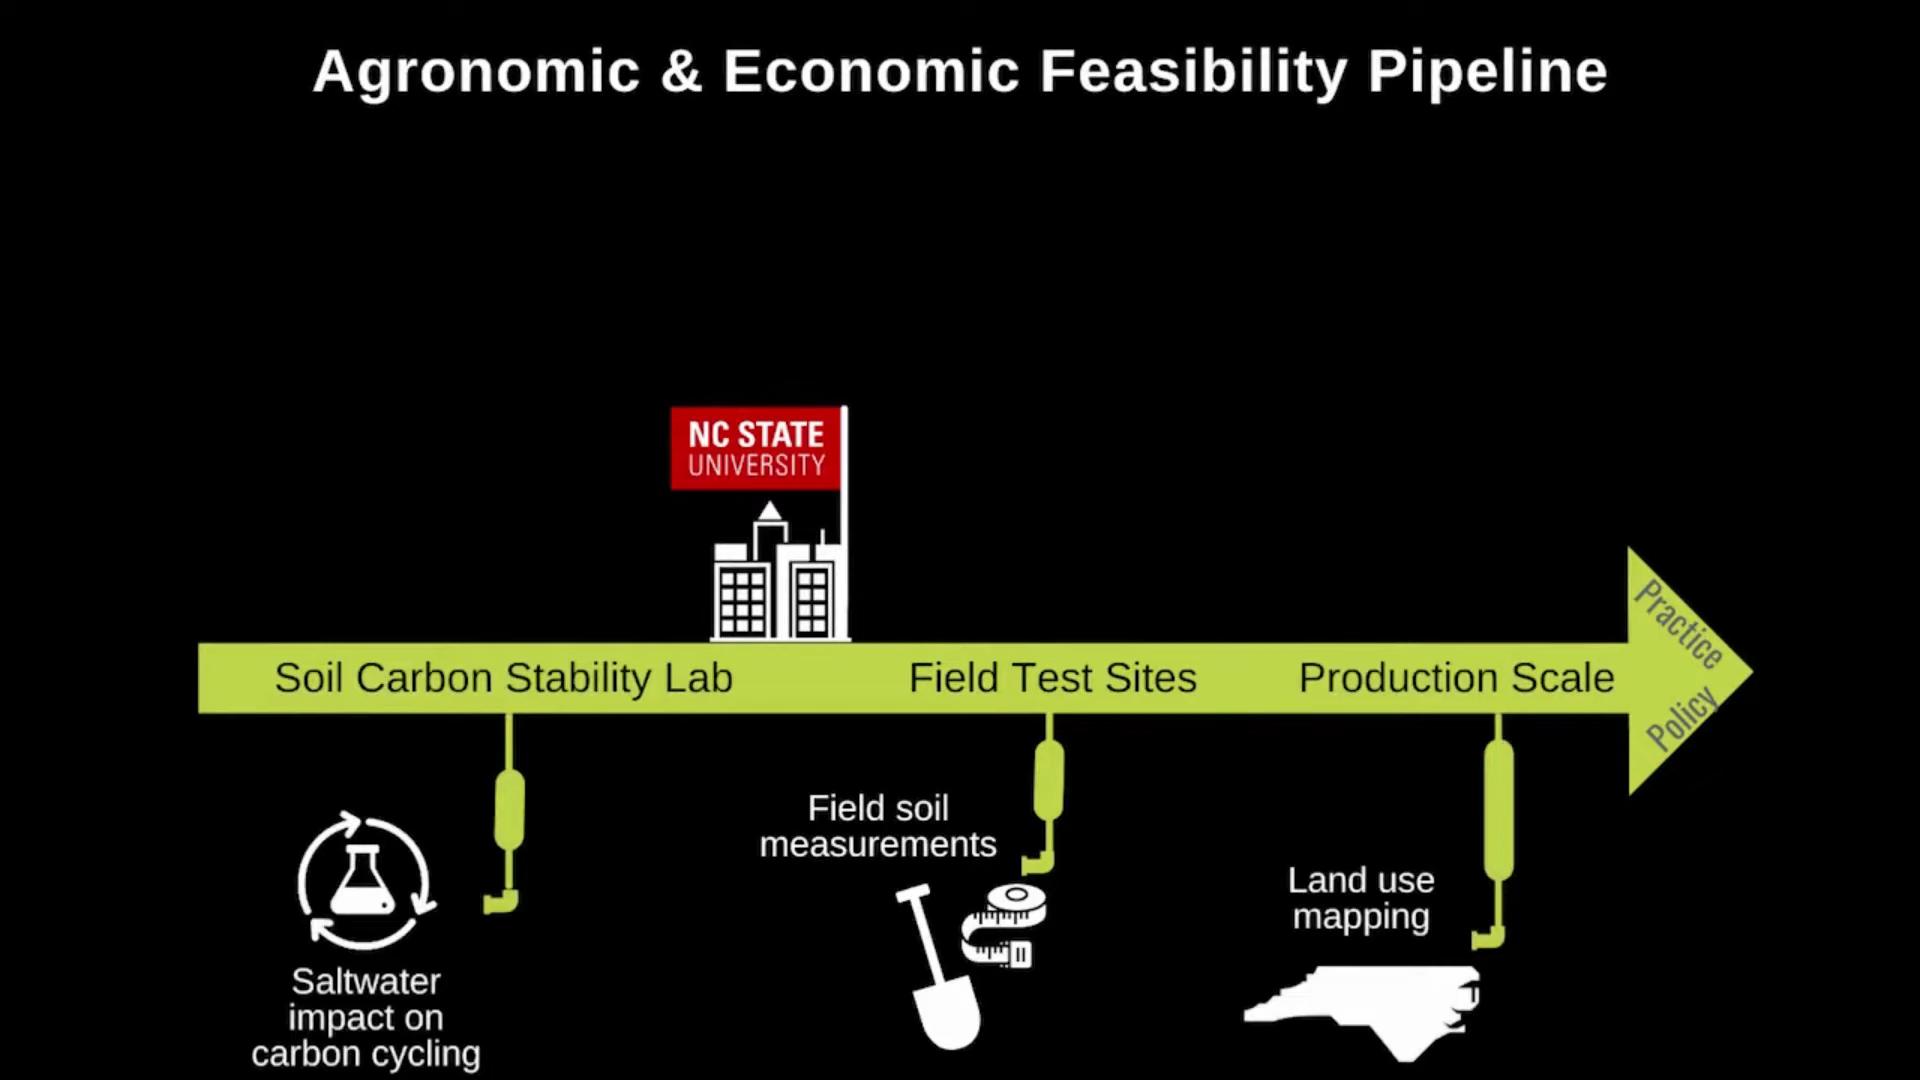 Agronomic & Economic Feasibility Pipeline
NC STATE
UNIVERSITY
Soil Carbon Stability Lab
Field Test Sites
Production Scale
Practice
Policy
Saltwater
impact on
carbon cycling
Field soil
measurements
Land use
mapping